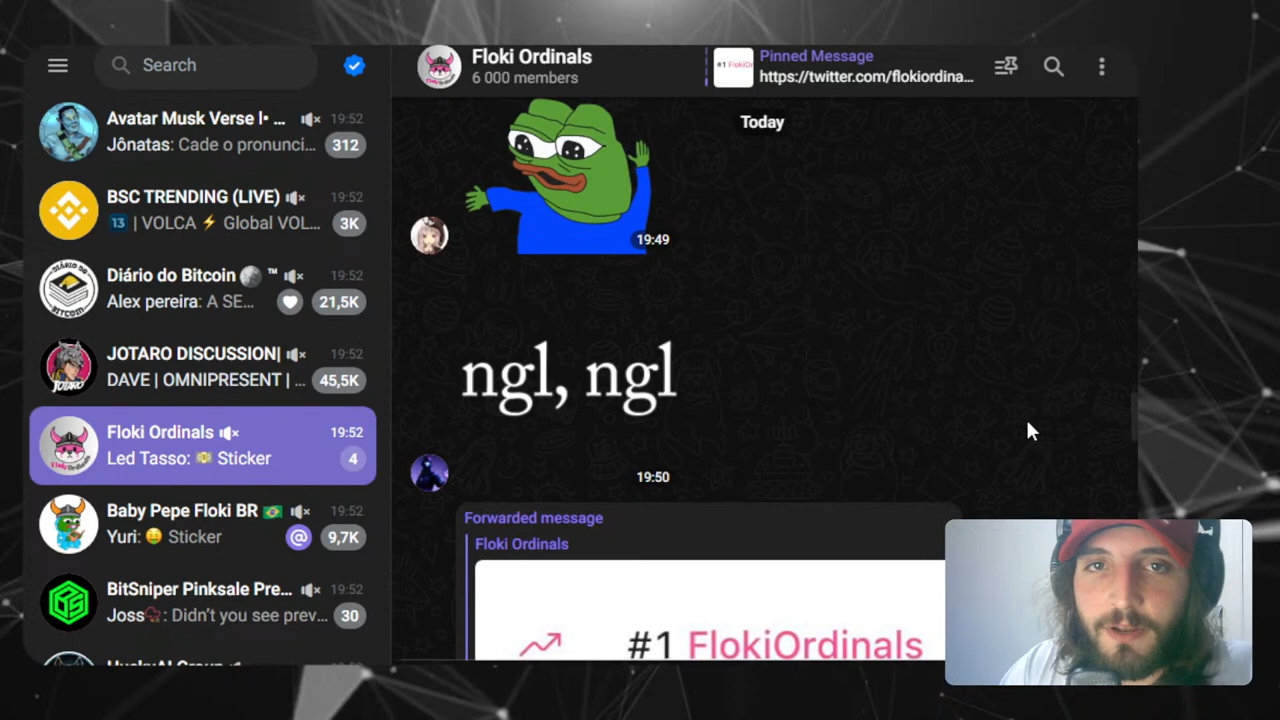 Search
Avatar Musk Verse l• ...
19:52
Jônatas: Cade o pronunci...
312
BSC TRENDING (LIVE)
19:52
13 | VOLCA ⚡ Global VOL...
3K
Diário do Bitcoin ™
19:52
Alex pereira: A SE...
21,5K
JOTARO DISCUSSION|
19:52
DAVE | OMNIPRESENT | ...
45,5K
Floki Ordinals
19:52
Led Tasso: Sticker
4
Baby Pepe Floki BR
19:52
Yuri: Sticker
@
9,7K
BitSniper Pinksale Pre...
19:52
Joss: Didn't you see prev...
30
Floki Ordinals
6 000 members
#1 FlokiOr
Pinned Message
https://twitter.com/flokiordina...
Today
19:49
ngl, ngl
19:50
Forwarded message
Floki Ordinals
#1 FlokiOrdinals